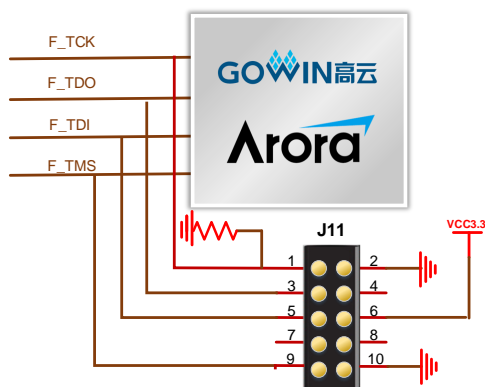 F_TCK
F_TDO
F_TDI
F_TMS
GOWIN高云
Arora
J11
VCC3.3
1 2
3 4
5 6
7 8
9 10